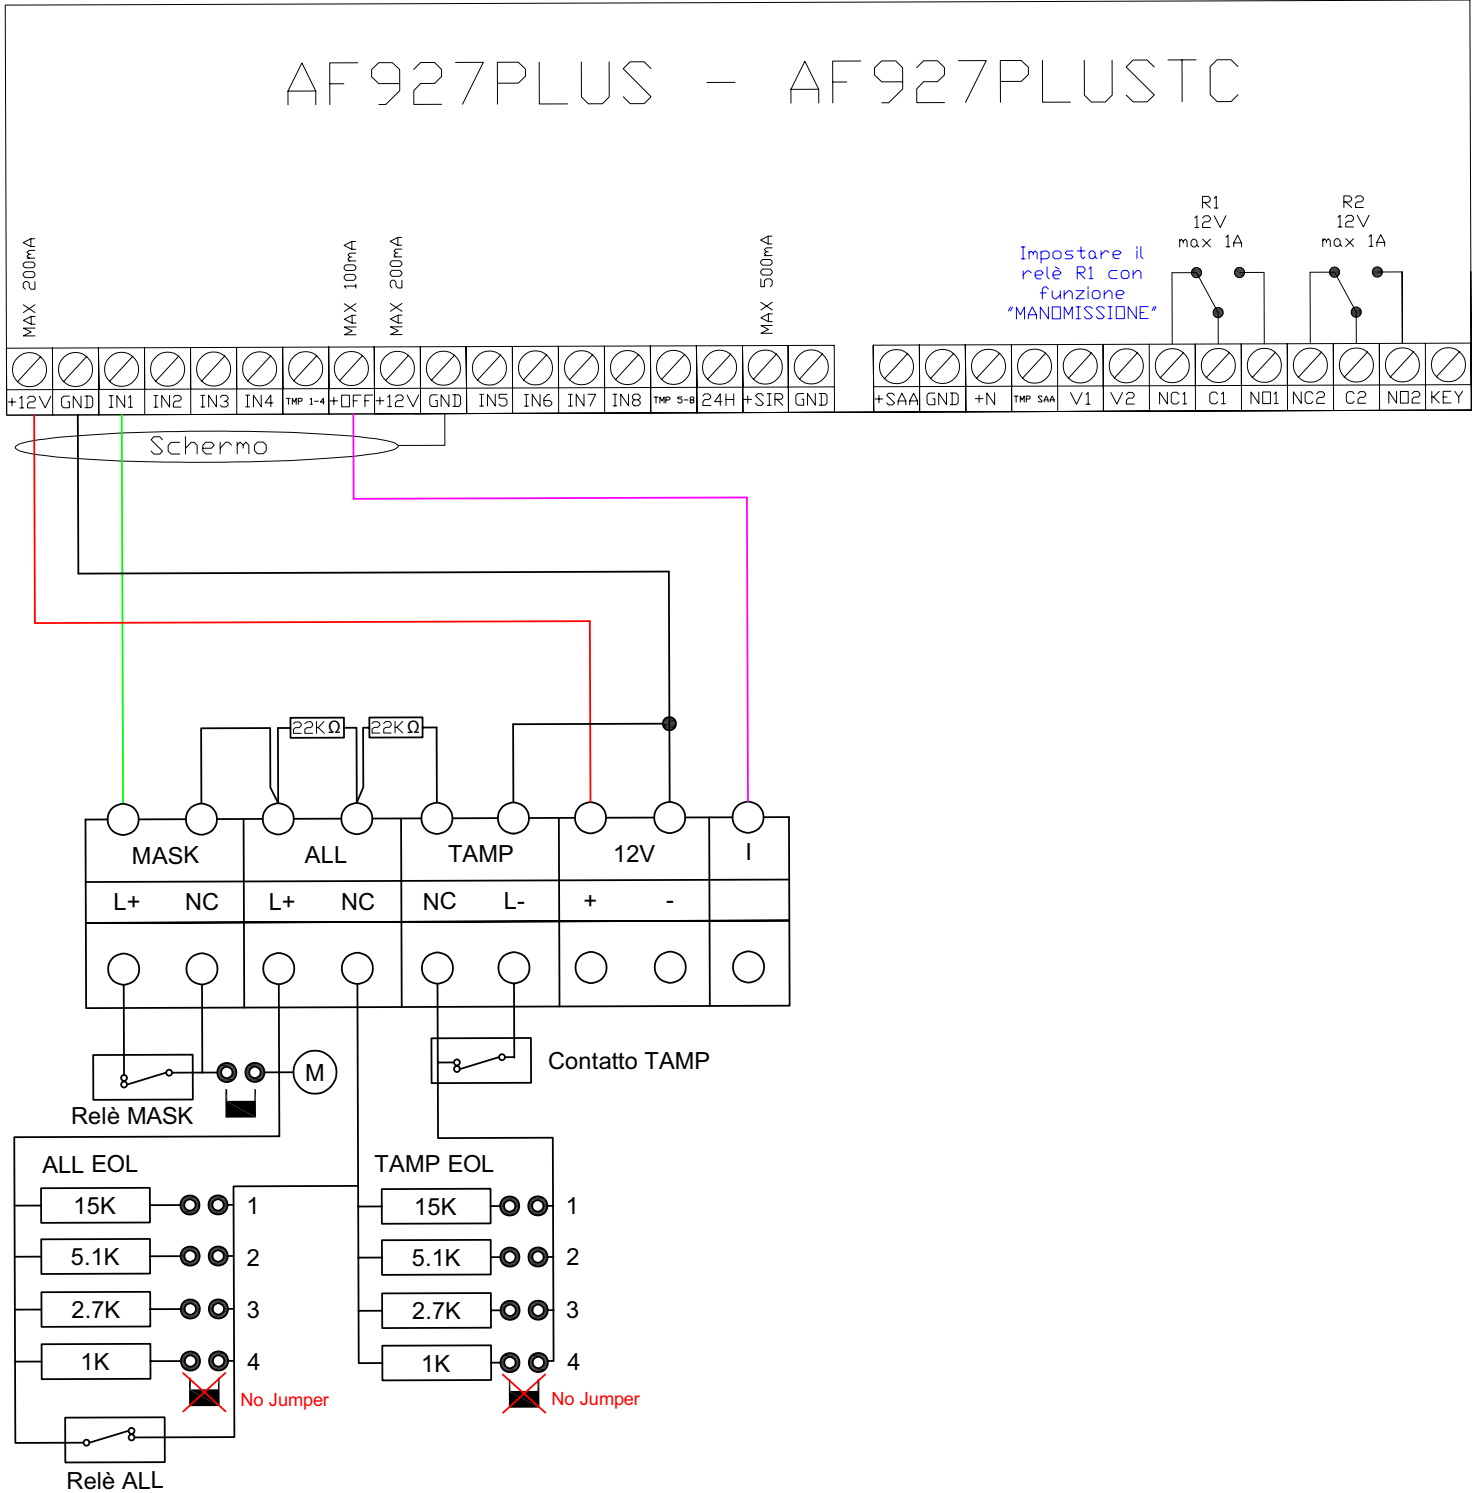 AF927PLUS - AF927PLUSTC
MAX 200mA
MAX 100mA
MAX 200mA
MAX 500mA
Impostare il
relè R1 con
funzione
"MANOMISSIONE"
R1
12V
max 1A
R2
12V
max 1A
+12V GND IN1 IN2 IN3 IN4 TMP 1-4 +OFF +12V GND IN5 IN6 IN7 IN8 TMP 5-8 24H +SIR GND
+SAA GND +N TMP SAA V1 V2 NC1 C1 NO1 NC2 C2 NO2 KEY
Schermo
22KΩ 22KΩ
MASK ALL TAMP 12V I
L+ NC L+ NC NC L- + -
Relè MASK
M
Contatto TAMP
ALL EOL
15K 1
5.1K 2
2.7K 3
1K 4
No Jumper
Relè ALL
TAMP EOL
15K 1
5.1K 2
2.7K 3
1K 4
No Jumper